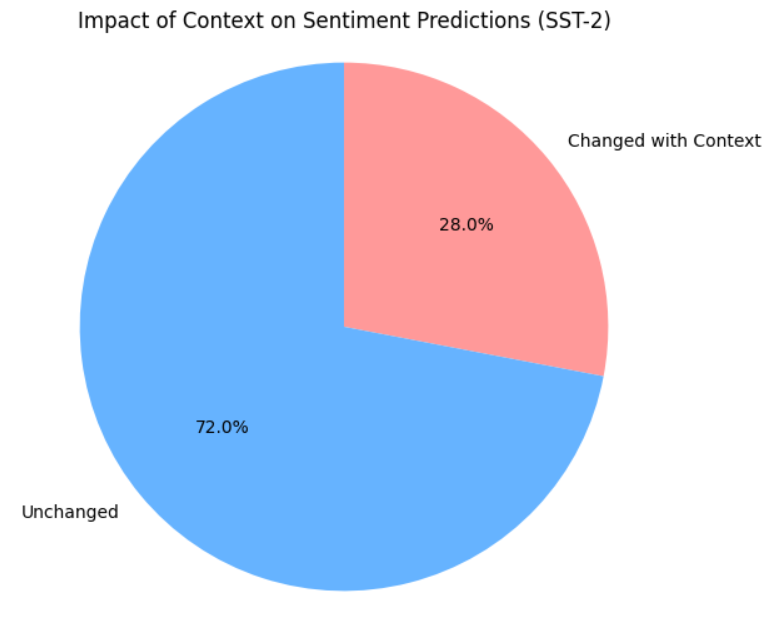 Impact of Context on Sentiment Predictions (SST-2)
Changed with Context
28.0%
72.0%
Unchanged